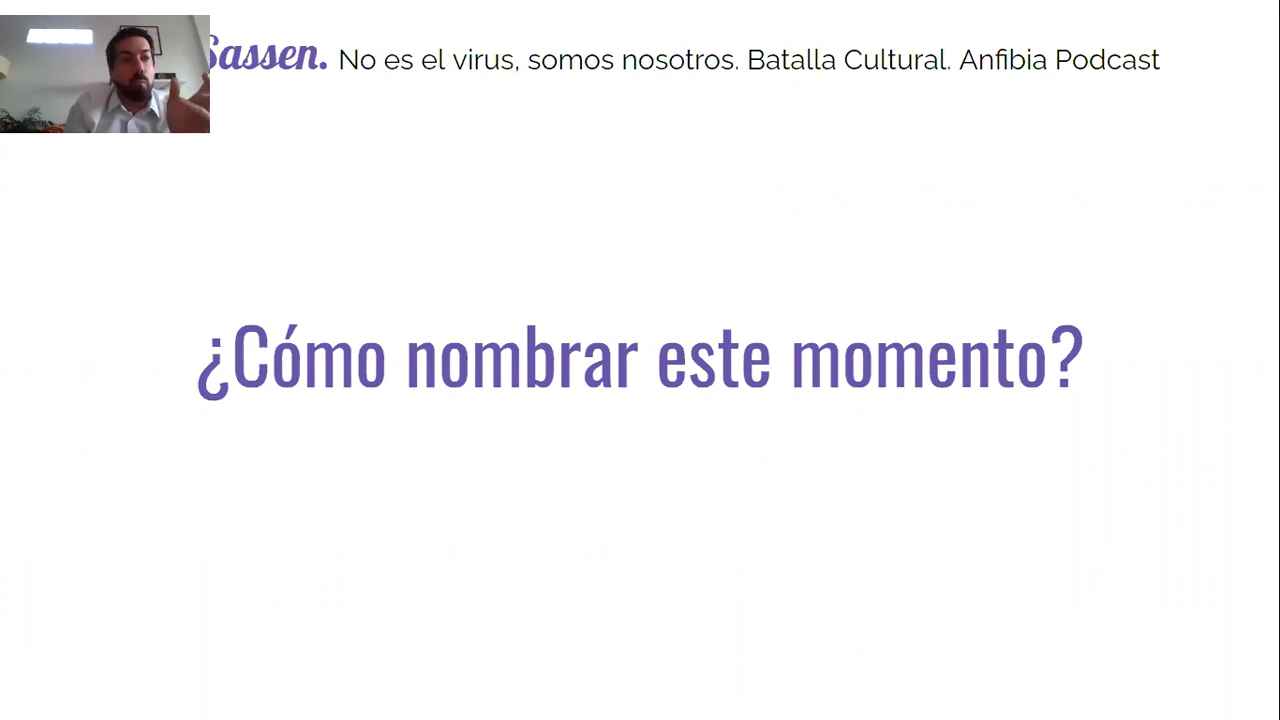 Sassen. No es el virus, somos nosotros. Batalla Cultural. Anfibia Podcast
¿Cómo nombrar este momento?